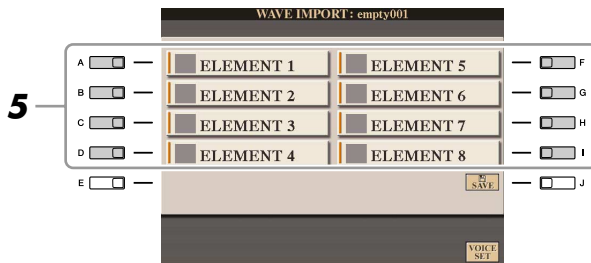 WAVE IMPORT: empty001
A ELEMENT 1 ELEMENT 5 F
B ELEMENT 2 ELEMENT 6 G
5
C ELEMENT 3 ELEMENT 7 H
D ELEMENT 4 ELEMENT 8 I
E SAVE J
VOICE
SET